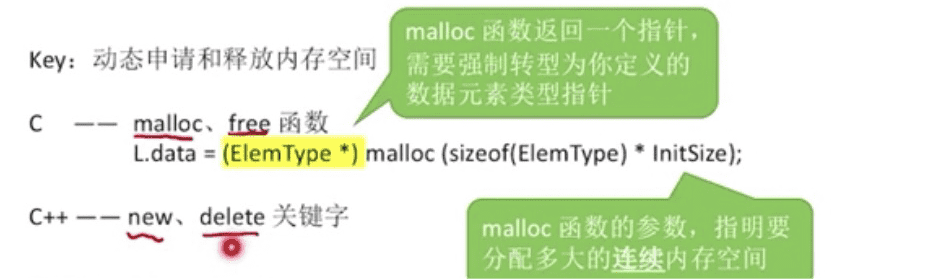 malloc 函数返回一个指针，
需要强制转型为你定义的
数据元素类型指针
Key：动态申请和释放内存空间
C —— malloc、free 函数
L.data = (ElemType *) malloc (sizeof(ElemType) * InitSize);
C++ —— new、delete 关键字
malloc 函数的参数，指明要
分配多大的连续内存空间